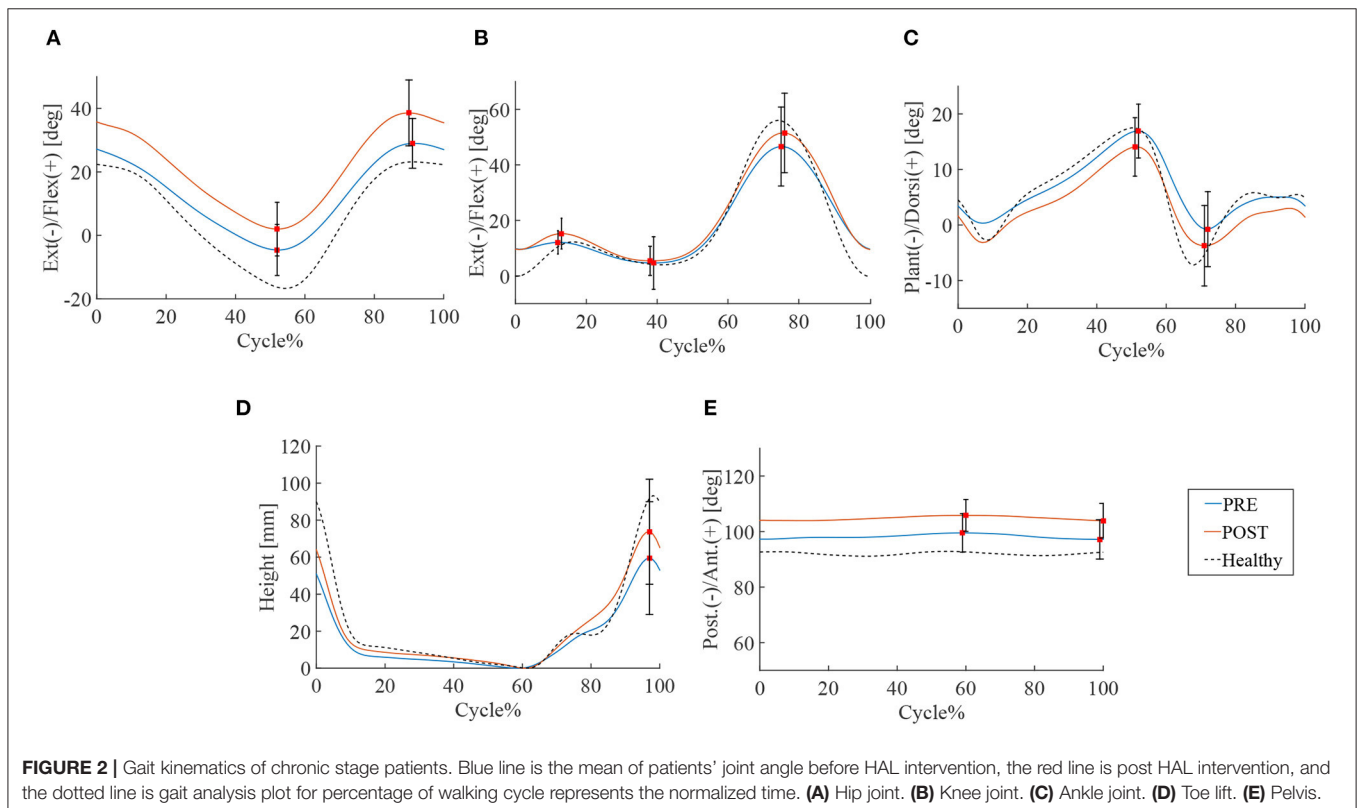 A
Ext(-)/Flex(+) [deg]
40
20
0
-20
0 20 40 60 80 100
Cycle%
B
Ext(-)/Flex(+) [deg]
60
40
20
0
0 20 40 60 80 100
Cycle%
C
Plant(-)/Dorsi(+) [deg]
20
10
0
-10
0 20 40 60 80 100
Cycle%
D
Height [mm]
120
100
80
60
40
20
0
0 20 40 60 80 100
Cycle%
E
Post.(-)/Ant.(+) [deg]
120
100
80
60
0 20 40 60 80 100
Cycle%
PRE
POST
Healthy
FIGURE 2 | Gait kinematics of chronic stage patients. Blue line is the mean of patients' joint angle before HAL intervention, the red line is post HAL intervention, and
the dotted line is gait analysis plot for percentage of walking cycle represents the normalized time. (A) Hip joint. (B) Knee joint. (C) Ankle joint. (D) Toe lift. (E) Pelvis.